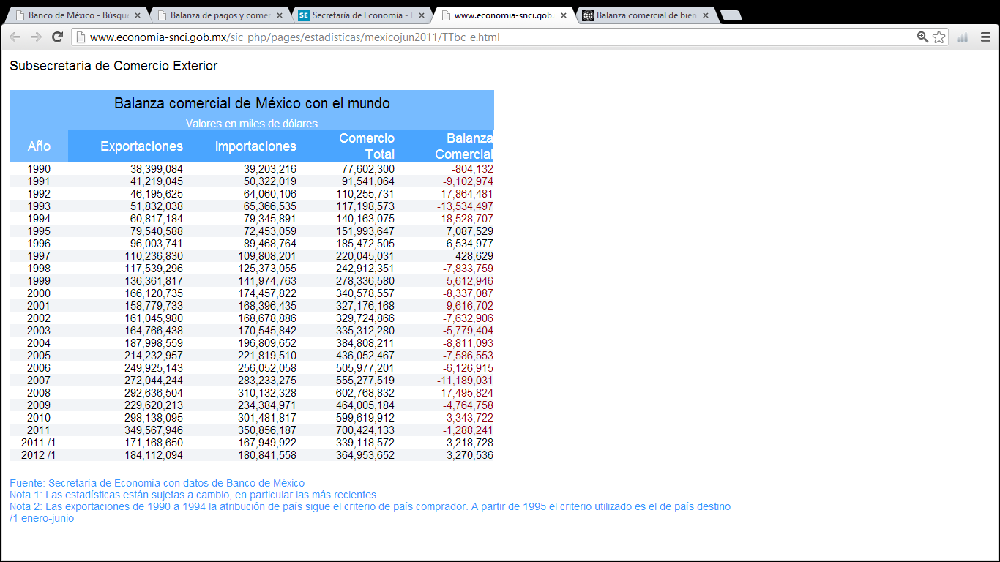 Banco de México - Búsque
Balanza de pagos y comer
SE Secretaría de Economía -
www.economia-snci.gob.
Balanza comercial de bien
www.economia-snci.gob.mx/sic_php/pages/estadisticas/mexicojun2011/TTbc_e.html
Subsecretaría de Comercio Exterior
Balanza comercial de México con el mundo
Valores en miles de dólares
Año Exportaciones Importaciones Comercio Total Balanza Comercial
1990 38,399,084 39,203,216 77,602,300 -804,132
1991 41,219,045 50,322,019 91,541,064 -9,102,974
1992 46,195,625 64,060,106 110,255,731 -17,864,481
1993 51,832,038 65,366,535 117,198,573 -13,534,497
1994 60,817,184 79,345,891 140,163,075 -18,528,707
1995 79,540,588 72,453,059 151,993,647 7,087,529
1996 96,003,741 89,468,764 185,472,505 6,534,977
1997 110,236,830 109,808,201 220,045,031 428,629
1998 117,539,296 125,373,055 242,912,351 -7,833,759
1999 136,361,817 141,974,763 278,336,580 -5,612,946
2000 166,120,735 174,457,822 340,578,557 -8,337,087
2001 158,779,733 168,396,435 327,176,168 -9,616,702
2002 161,045,980 168,678,886 329,724,866 -7,632,906
2003 164,766,438 170,545,842 335,312,280 -5,779,404
2004 187,998,559 196,809,652 384,808,211 -8,811,093
2005 214,232,957 221,819,510 436,052,467 -7,586,553
2006 249,925,143 256,052,058 505,977,201 -6,126,915
2007 272,044,244 283,233,275 555,277,519 -11,189,031
2008 292,636,504 310,132,328 602,768,832 -17,495,824
2009 229,620,213 234,384,971 464,005,184 -4,764,758
2010 298,138,095 301,481,817 599,619,912 -3,343,722
2011 349,567,946 350,856,187 700,424,133 -1,288,241
2011 /1 171,168,650 167,949,922 339,118,572 3,218,728
2012 /1 184,112,094 180,841,558 364,953,652 3,270,536
Fuente: Secretaría de Economía con datos de Banco de México
Nota 1: Las estadísticas están sujetas a cambio, en particular las más recientes
Nota 2: Las exportaciones de 1990 a 1994 la atribución de país sigue el criterio de país comprador. A partir de 1995 el criterio utilizado es el de país destino
/1 enero-junio